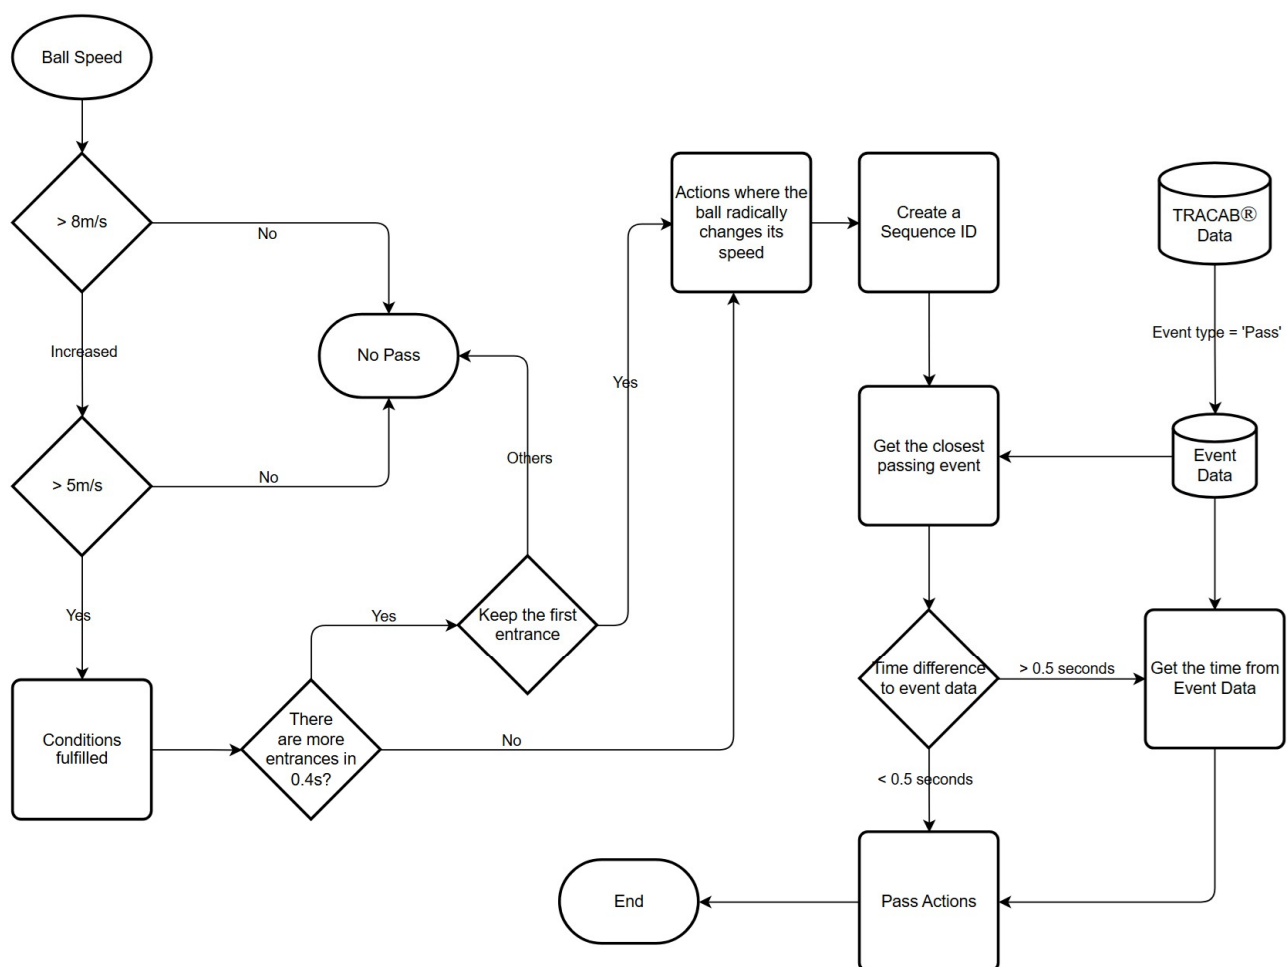 Ball Speed
> 8m/s
No
Increased
No Pass
> 5m/s
No
Others
Yes
Yes
Conditions
fulfilled
There
are more
entrances in
0.4s?
Yes
Keep the first
entrance
No
Actions where the
ball radically
changes its
speed
Create a
Sequence ID
TRACAB®
Data
Event type = 'Pass'
Get the closest
passing event
Event
Data
Time difference
to event data
> 0.5 seconds
Get the time from
Event Data
< 0.5 seconds
Pass Actions
End